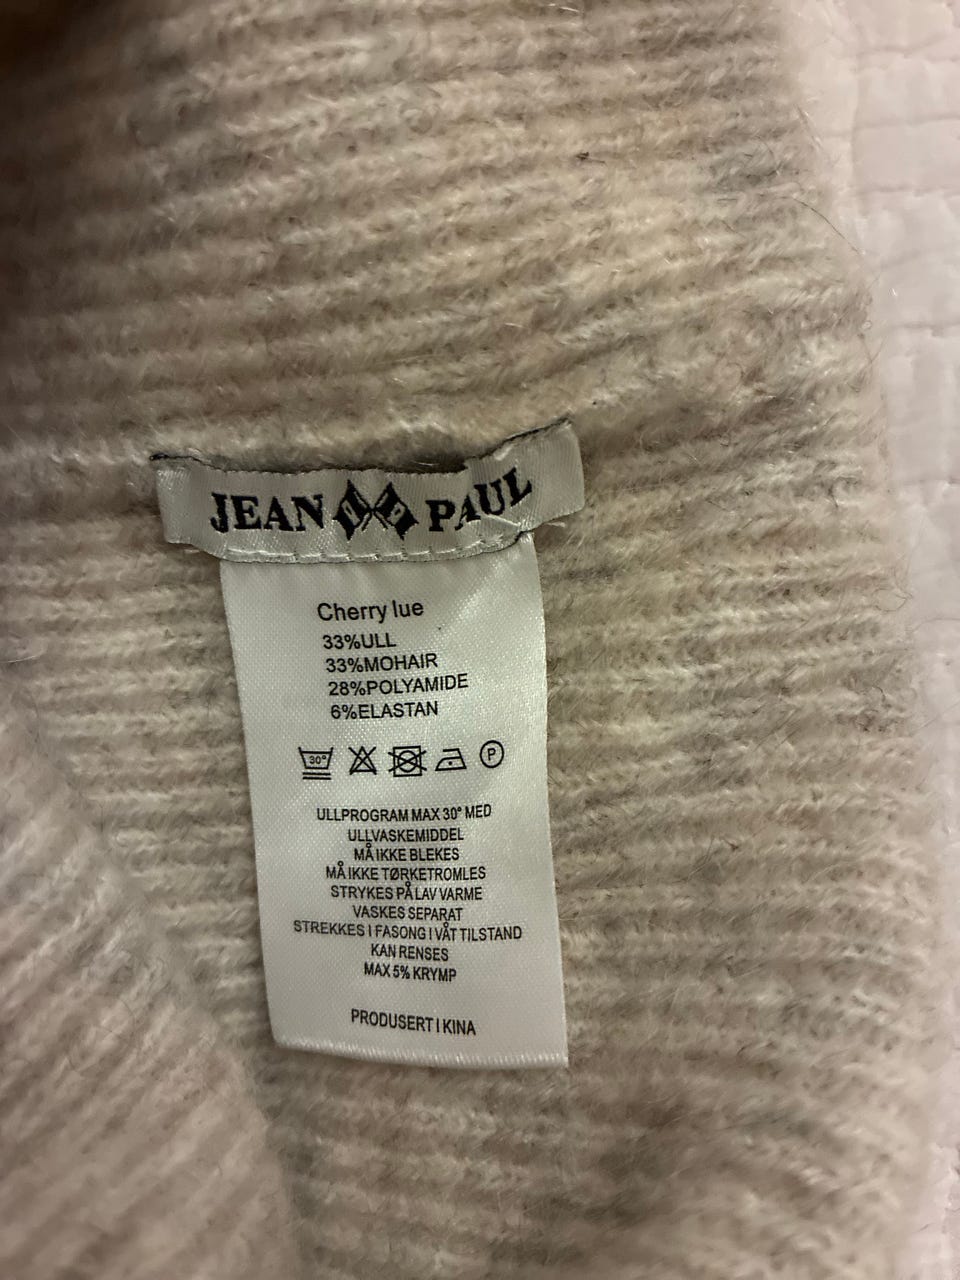 JEAN PAUL
Cherry lue
33%ULL
33%MOHAIR
28%POLYAMIDE
6%ELASTAN
30° P
ULLPROGRAM MAX 30° MED
ULLVASKEMIDDEL
MÅ IKKE BLEKES
MÅ IKKE TØRKETROMLES
STRYKES PÅ LAV VARME
VASKES SEPARAT
STREKKES I FASONG I VÅT TILSTAND
KAN RENSES
MAX 5% KRYMP
PRODUSERT I KINA